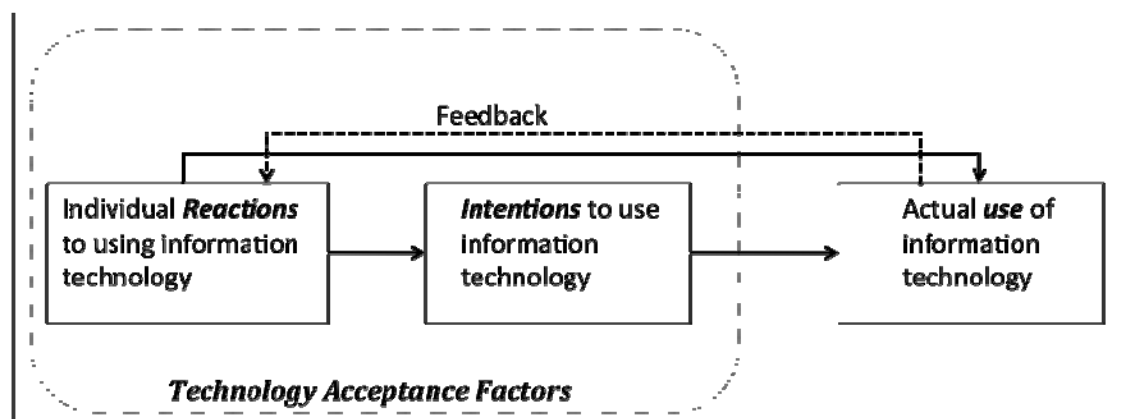 Feedback
Individual Reactions
to using information
technology
Intentions to use
information
technology
Actual use of
information
technology
Technology Acceptance Factors